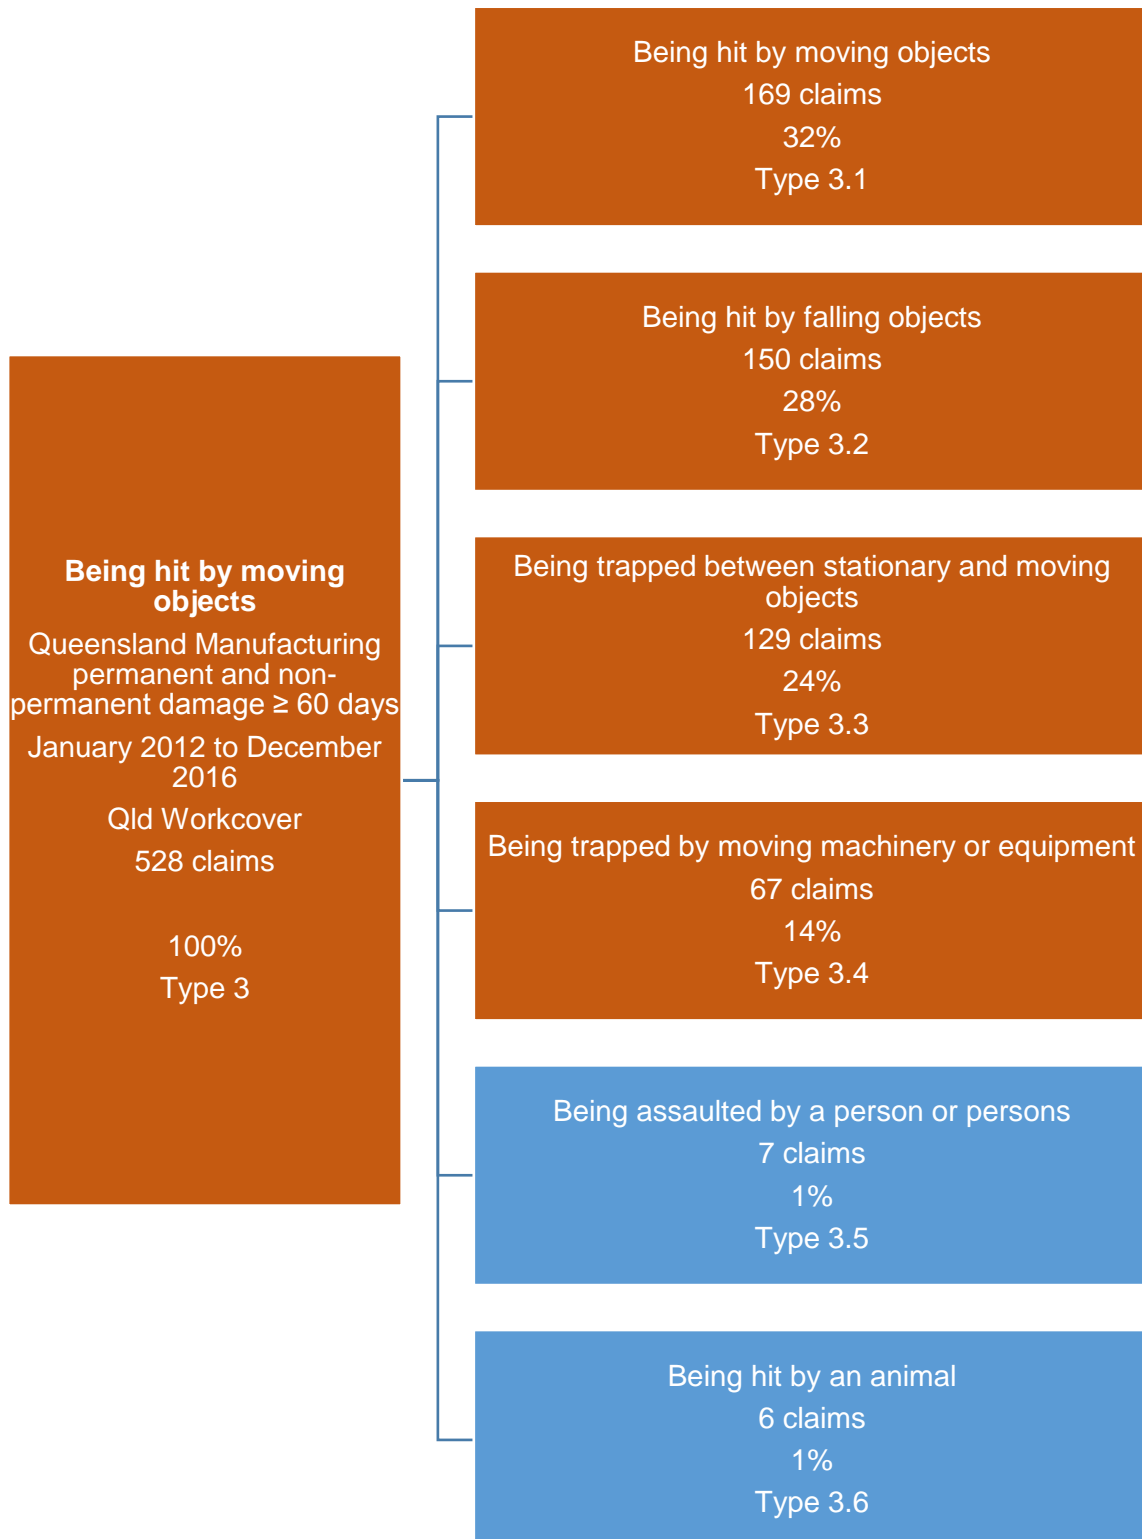 Being hit by moving
objects
Queensland Manufacturing
permanent and non-
permanent damage ≥ 60 days
January 2012 to December
2016
Qld Workcover
528 claims
100%
Type 3
Being hit by moving objects
169 claims
32%
Type 3.1
Being hit by falling objects
150 claims
28%
Type 3.2
Being trapped between stationary and moving
objects
129 claims
24%
Type 3.3
Being trapped by moving machinery or equipment
67 claims
14%
Type 3.4
Being assaulted by a person or persons
7 claims
1%
Type 3.5
Being hit by an animal
6 claims
1%
Type 3.6